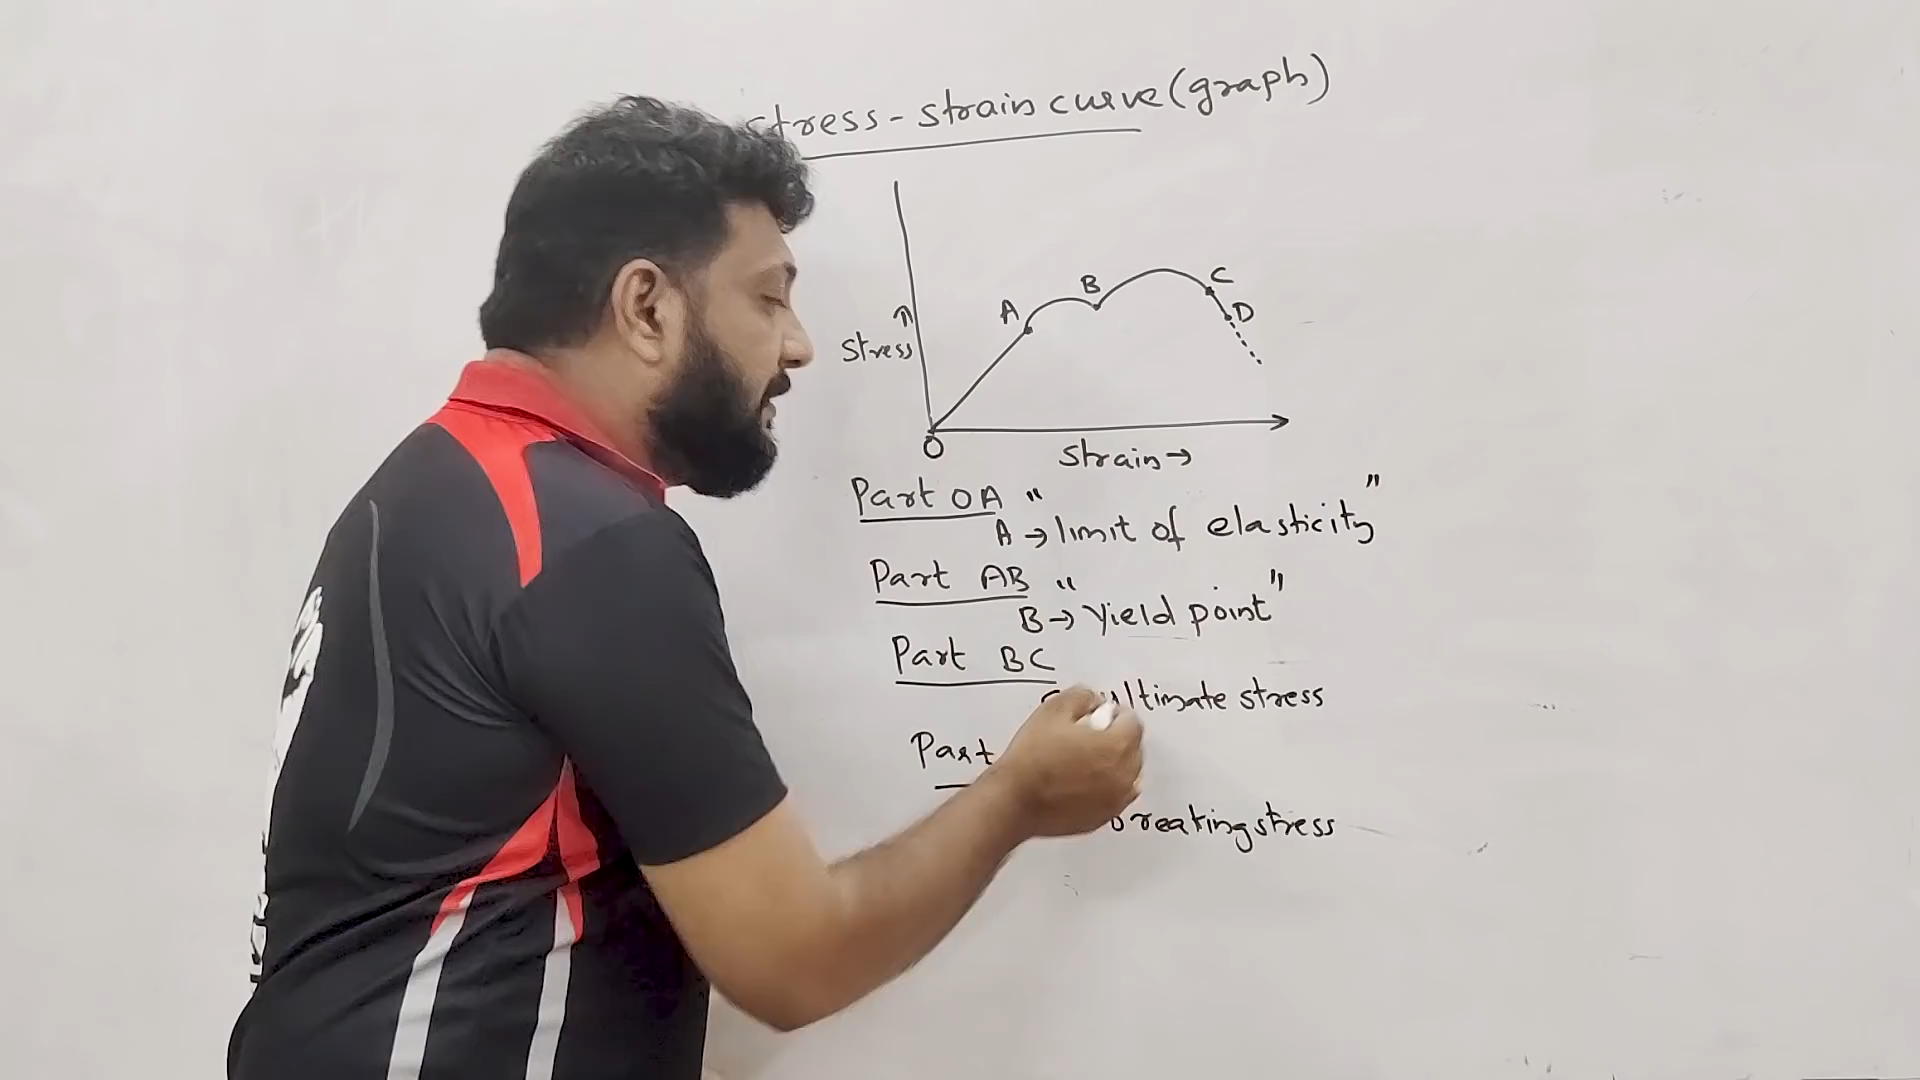 stress - strain curve (graph)
Stress
A
B
C
D
O
Strain →
Part OA "
A → limit of elasticity"
Part AB "
B → Yield point"
Part BC
ultimate stress
Part
stress